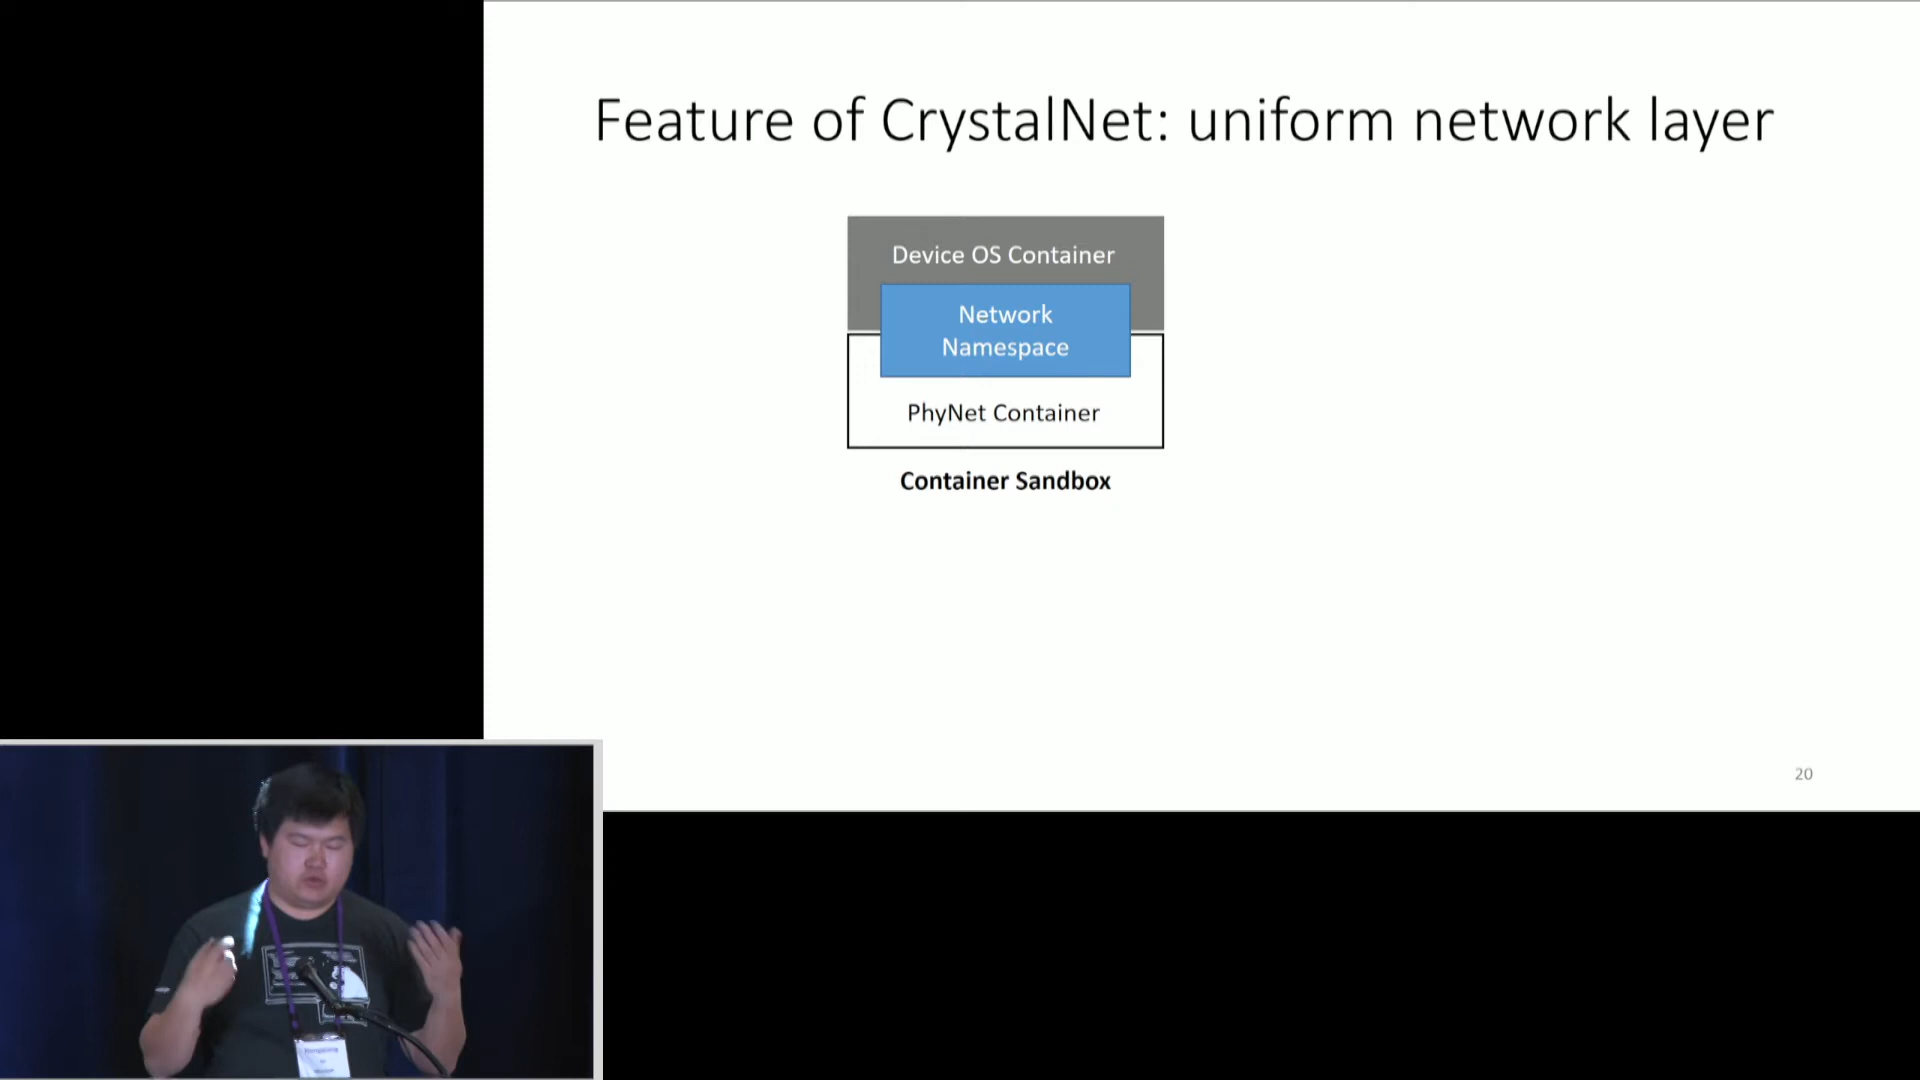 Feature of CrystalNet: uniform network layer
Device OS Container
Network
Namespace
PhyNet Container
Container Sandbox
20